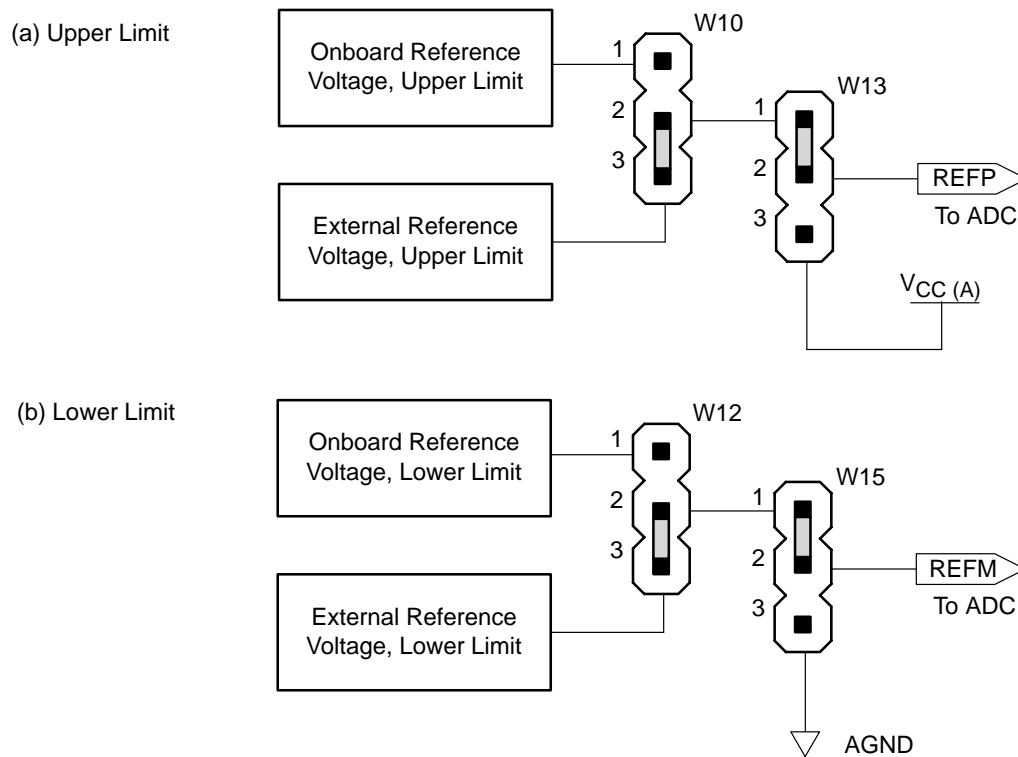 (a) Upper Limit
Onboard Reference
Voltage, Upper Limit
External Reference
Voltage, Upper Limit
W10
1
2
3
W13
1
2
3
REFP
To ADC
VCC (A)
(b) Lower Limit
Onboard Reference
Voltage, Lower Limit
External Reference
Voltage, Lower Limit
W12
1
2
3
W15
1
2
3
REFM
To ADC
AGND